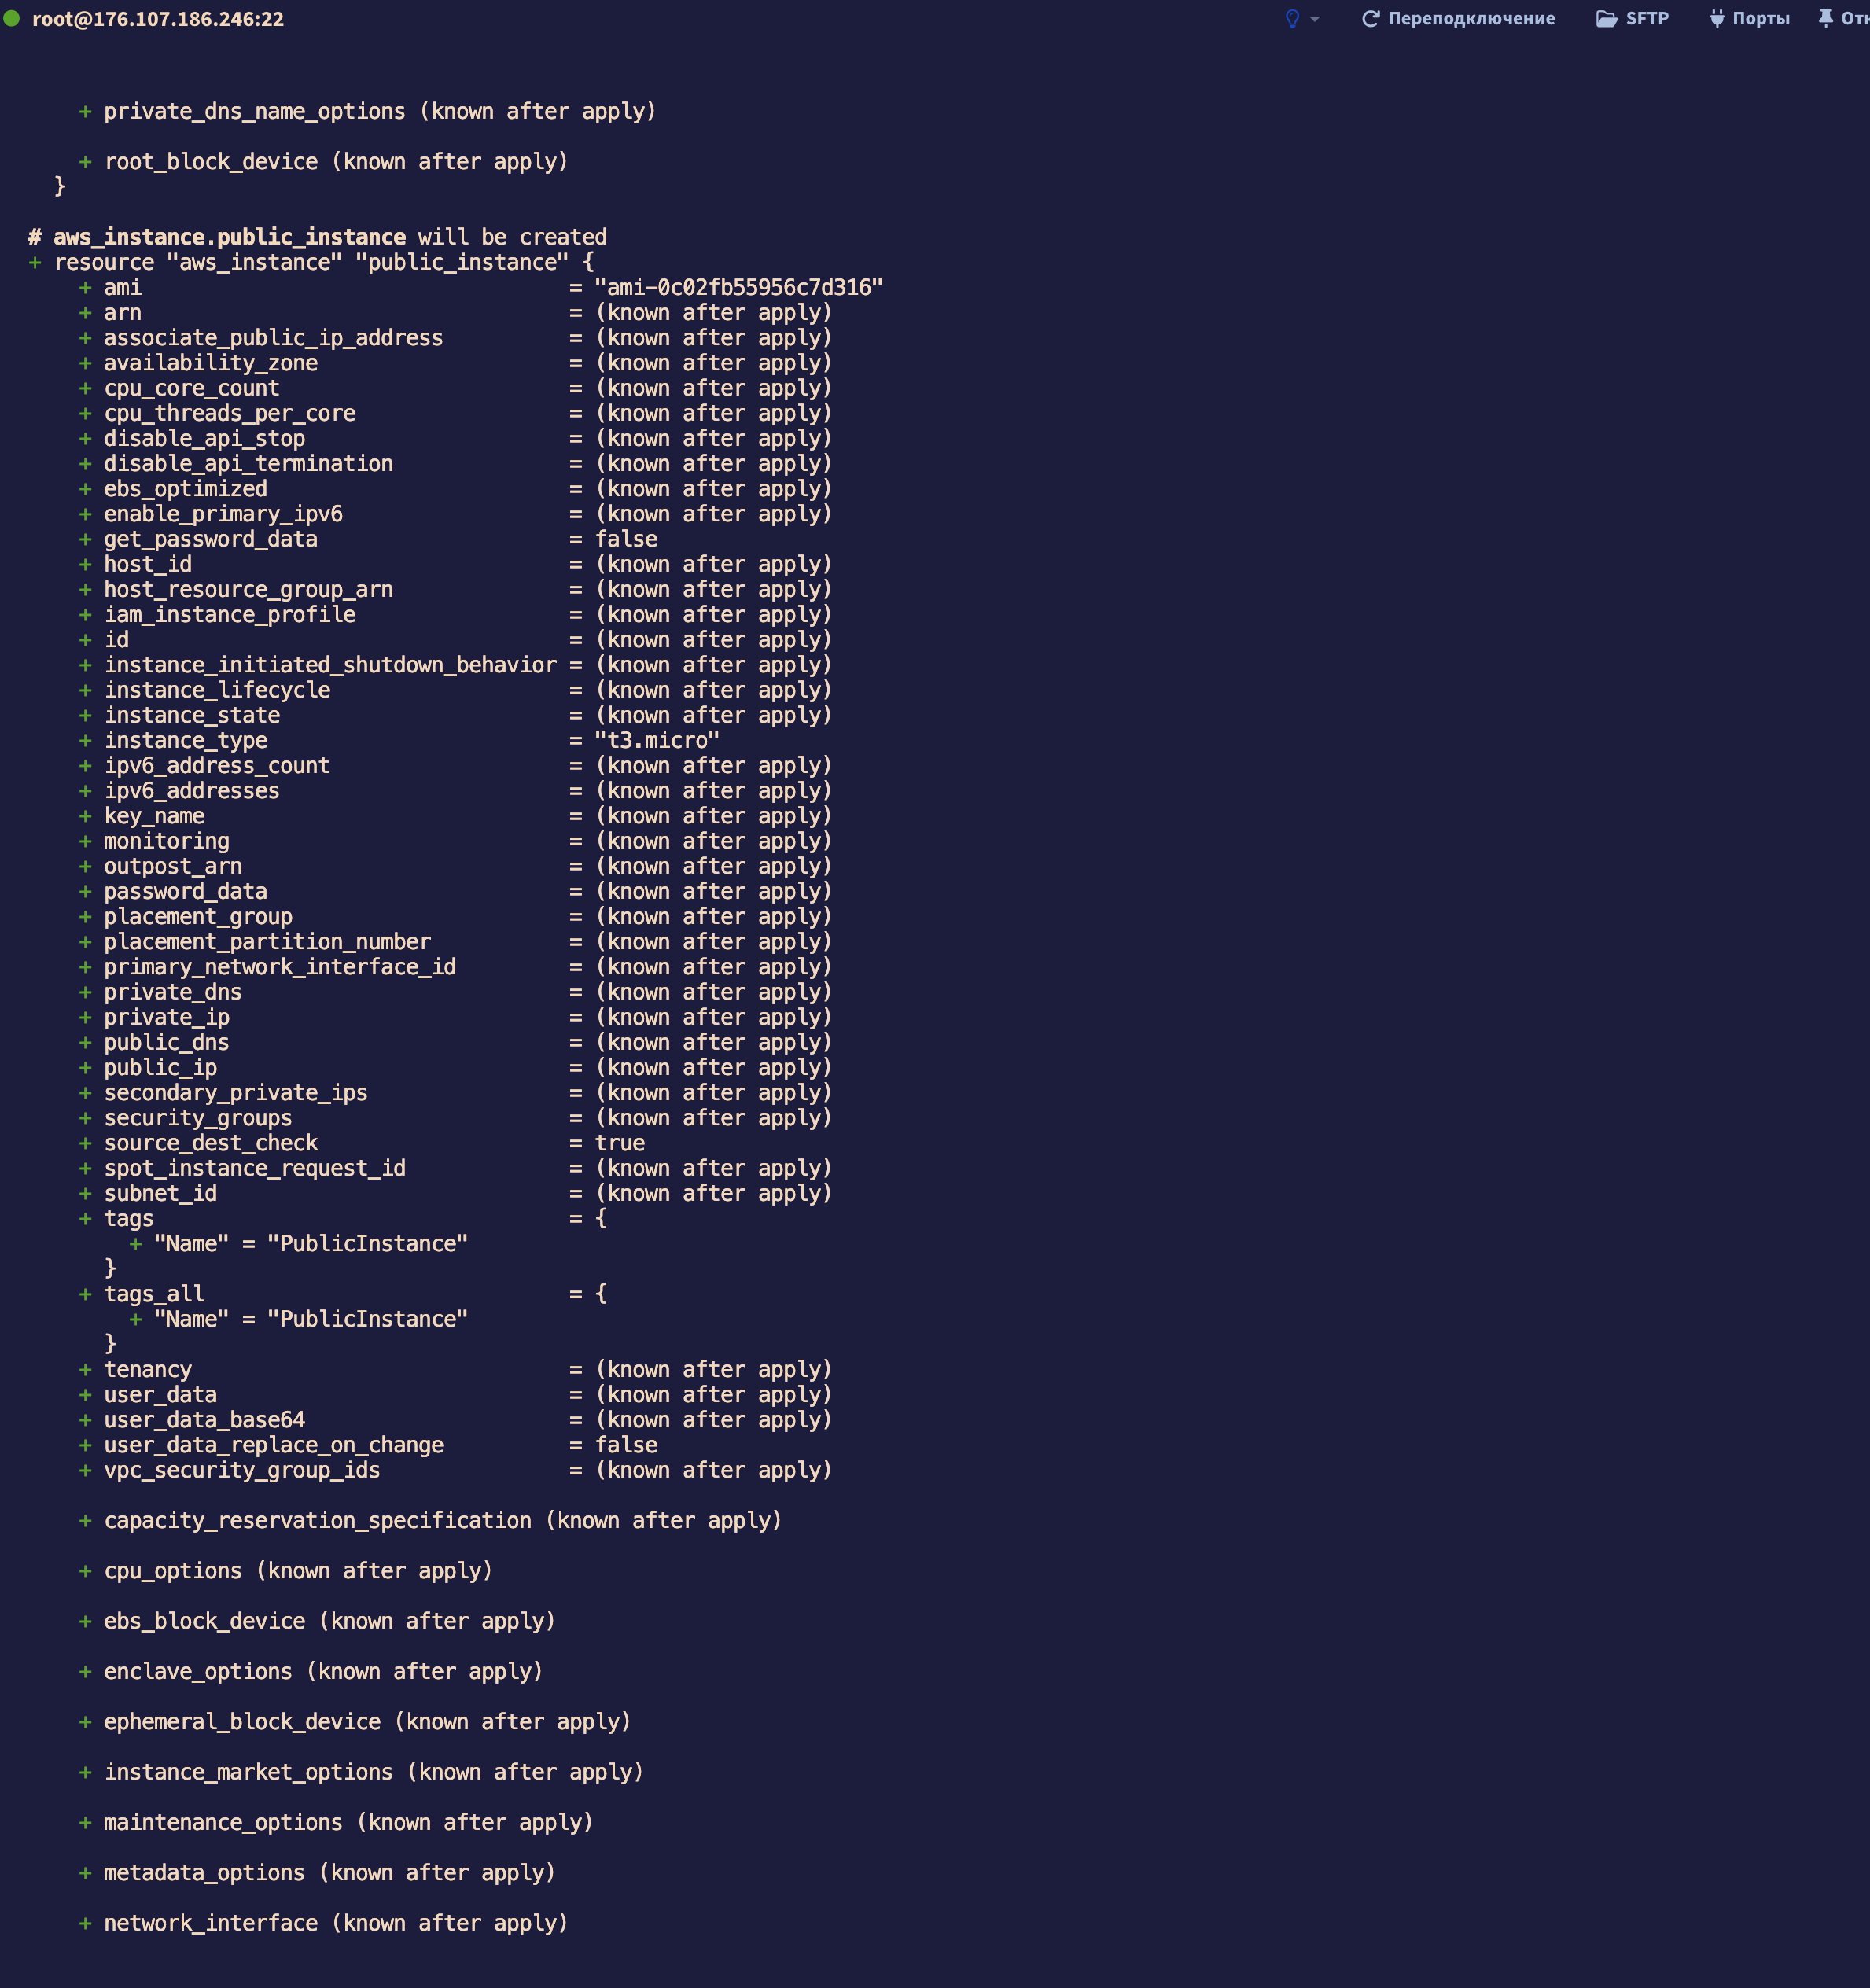 root@176.107.186.246:22
Переподключение
SFTP
Порты
+ private_dns_name_options (known after apply)
+ root_block_device (known after apply)
}
# aws_instance.public_instance will be created
+ resource "aws_instance" "public_instance" {
+ ami = "ami-0c02fb55956c7d316"
+ arn = (known after apply)
+ associate_public_ip_address = (known after apply)
+ availability_zone = (known after apply)
+ cpu_core_count = (known after apply)
+ cpu_threads_per_core = (known after apply)
+ disable_api_stop = (known after apply)
+ disable_api_termination = (known after apply)
+ ebs_optimized = (known after apply)
+ enable_primary_ipv6 = (known after apply)
+ get_password_data = false
+ host_id = (known after apply)
+ host_resource_group_arn = (known after apply)
+ iam_instance_profile = (known after apply)
+ id = (known after apply)
+ instance_initiated_shutdown_behavior = (known after apply)
+ instance_lifecycle = (known after apply)
+ instance_state = (known after apply)
+ instance_type = "t3.micro"
+ ipv6_address_count = (known after apply)
+ ipv6_addresses = (known after apply)
+ key_name = (known after apply)
+ monitoring = (known after apply)
+ outpost_arn = (known after apply)
+ password_data = (known after apply)
+ placement_group = (known after apply)
+ placement_partition_number = (known after apply)
+ primary_network_interface_id = (known after apply)
+ private_dns = (known after apply)
+ private_ip = (known after apply)
+ public_dns = (known after apply)
+ public_ip = (known after apply)
+ secondary_private_ips = (known after apply)
+ security_groups = (known after apply)
+ source_dest_check = true
+ spot_instance_request_id = (known after apply)
+ subnet_id = (known after apply)
+ tags = {
+ "Name" = "PublicInstance"
}
+ tags_all = {
+ "Name" = "PublicInstance"
}
+ tenancy = (known after apply)
+ user_data = (known after apply)
+ user_data_base64 = (known after apply)
+ user_data_replace_on_change = false
+ vpc_security_group_ids = (known after apply)
+ capacity_reservation_specification (known after apply)
+ cpu_options (known after apply)
+ ebs_block_device (known after apply)
+ enclave_options (known after apply)
+ ephemeral_block_device (known after apply)
+ instance_market_options (known after apply)
+ maintenance_options (known after apply)
+ metadata_options (known after apply)
+ network_interface (known after apply)